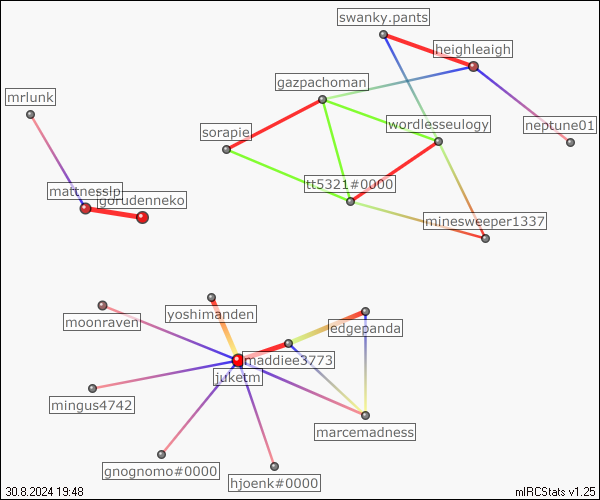 swanky.pants
heighleaigh
gazpachoman
mrlunk
wordlesseulogy
neptune01
sorapie
tt5321#0000
mattnesslp
gorudenneko
minesweeper1337
yoshimanden
moonraven
edgepanda
maddiee3773
juketm
mingus4742
marcemadness
gnognomo#0000
hjoenk#0000
30.8.2024 19:48
mIRCStats v1.25